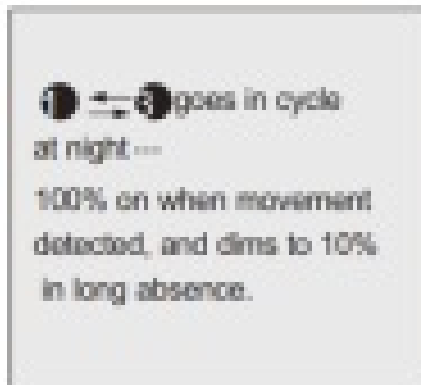 goes in cycle
at night ---
100% on when movement
detected, and dims to 10%
in long absence.